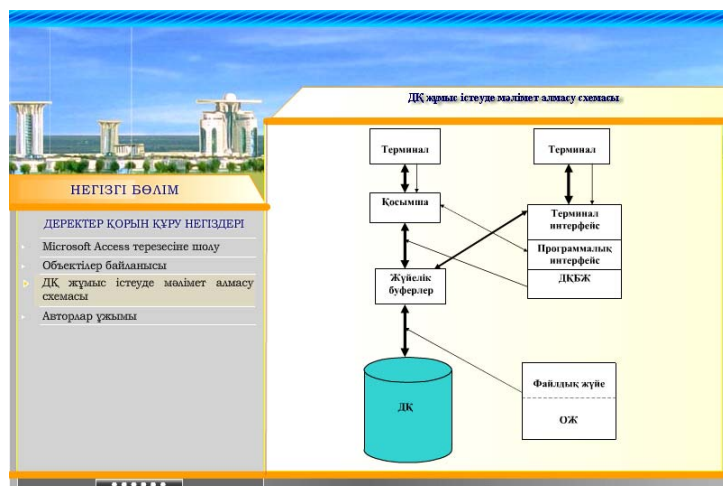 ДҚ жұмыс істеуде мәлімет алмасу схемасы
НЕГІЗГІ БӨЛІМ
ДЕРЕКТЕР ҚОРЫН ҚҰРУ НЕГІЗДЕРІ
Microsoft Access терезесіне шолу
Объектілер байланысы
ДҚ жұмыс істеуде мәлімет алмасу
схемасы
Авторлар ұжымы
Терминал
Қосымша
Жүйелік
буферлер
ДҚ
Терминал
Терминал
интерфейс
Программалық
интерфейс
ДҚБЖ
Файлдық жүйе
ОЖ